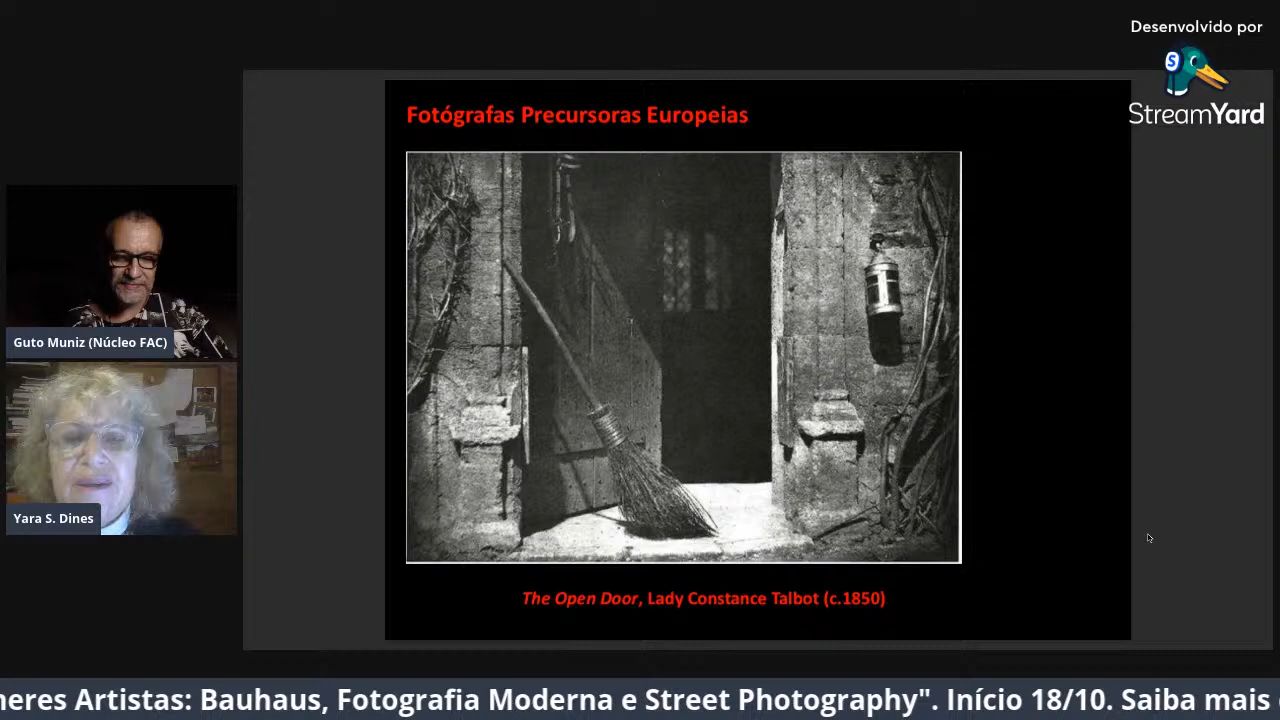 Desenvolvido por
StreamYard
Fotógrafas Precursoras Europeias
Guto Muniz (Núcleo FAC)
Yara S. Dines
The Open Door, Lady Constance Talbot (c.1850)
heres Artistas: Bauhaus, Fotografia Moderna e Street Photography". Início 18/10. Saiba mais